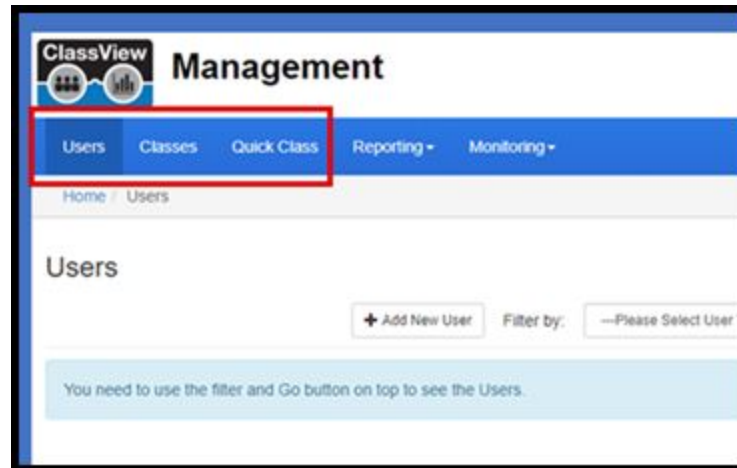 ClassView
Management
Users Classes Quick Class Reporting Monitoring
Home / Users
Users
+ Add New User Filter by: ---Please Select User
You need to use the filter and Go button on top to see the Users.